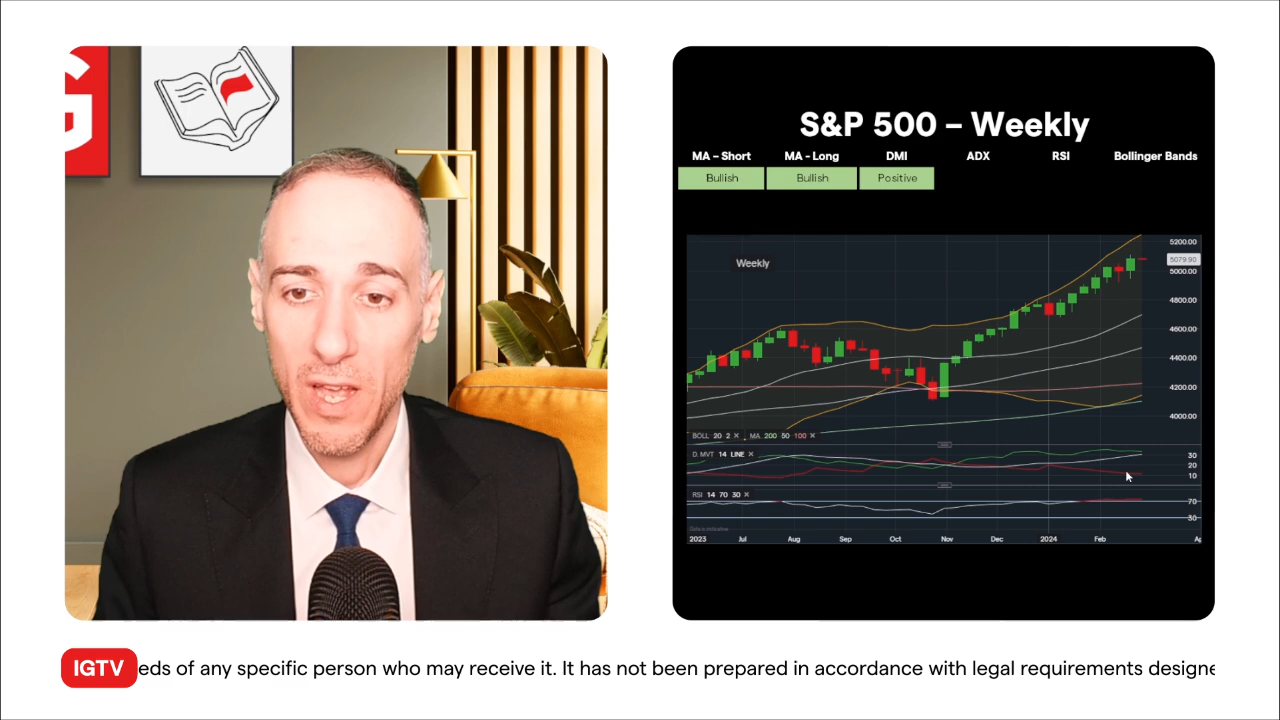 G
S&P 500 – Weekly
MA – Short MA - Long DMI ADX RSI Bollinger Bands
Bullish Bullish Positive
Weekly
5200.00
5079.90
5000.00
4800.00
4600.00
4400.00
4200.00
4000.00
BOLL 20 2 × MA 200 50 100 ×
D. MVT 14 LINE ×
30
20
10
RSI 14 70 30 ×
70
30
Data is indicative
2023 Jul Aug Sep Oct Nov Dec 2024 Feb Ap
IGTV eds of any specific person who may receive it. It has not been prepared in accordance with legal requirements designe